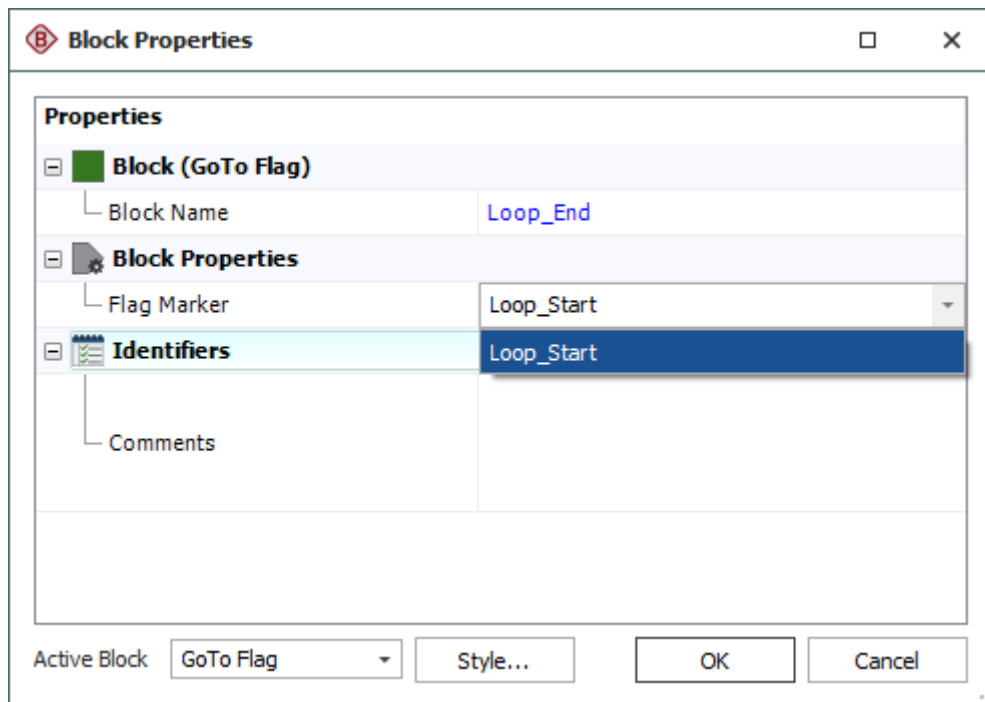 B Block Properties
Properties
Block (GoTo Flag)
Block Name Loop_End
Block Properties
Flag Marker Loop_Start
Identifiers Loop_Start
Comments
Active Block GoTo Flag Style... OK Cancel